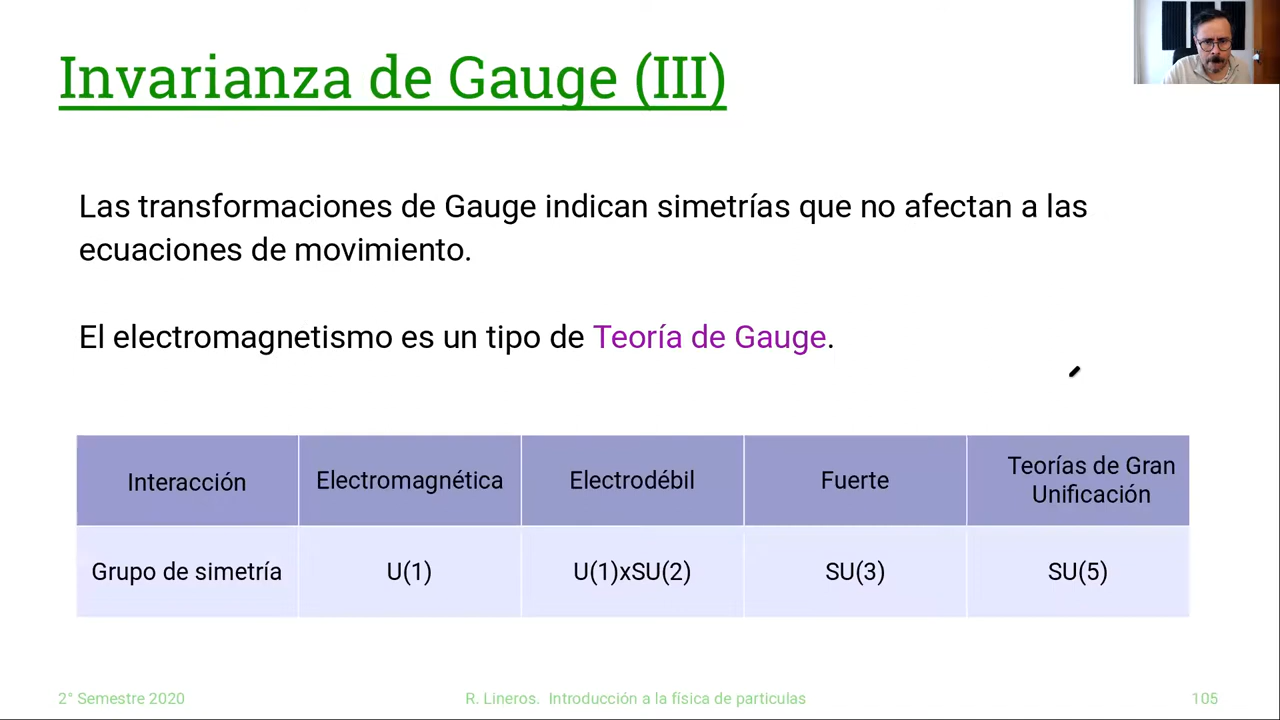 Invarianza de Gauge (III)
Las transformaciones de Gauge indican simetrías que no afectan a las
ecuaciones de movimiento.
El electromagnetismo es un tipo de Teoría de Gauge.
Interacción
Electromagnética
Electrodébil
Fuerte
Teorías de Gran
Unificación
Grupo de simetría
U(1)
U(1)xSU(2)
SU(3)
SU(5)
2° Semestre 2020
R. Lineros. Introducción a la física de particulas
105